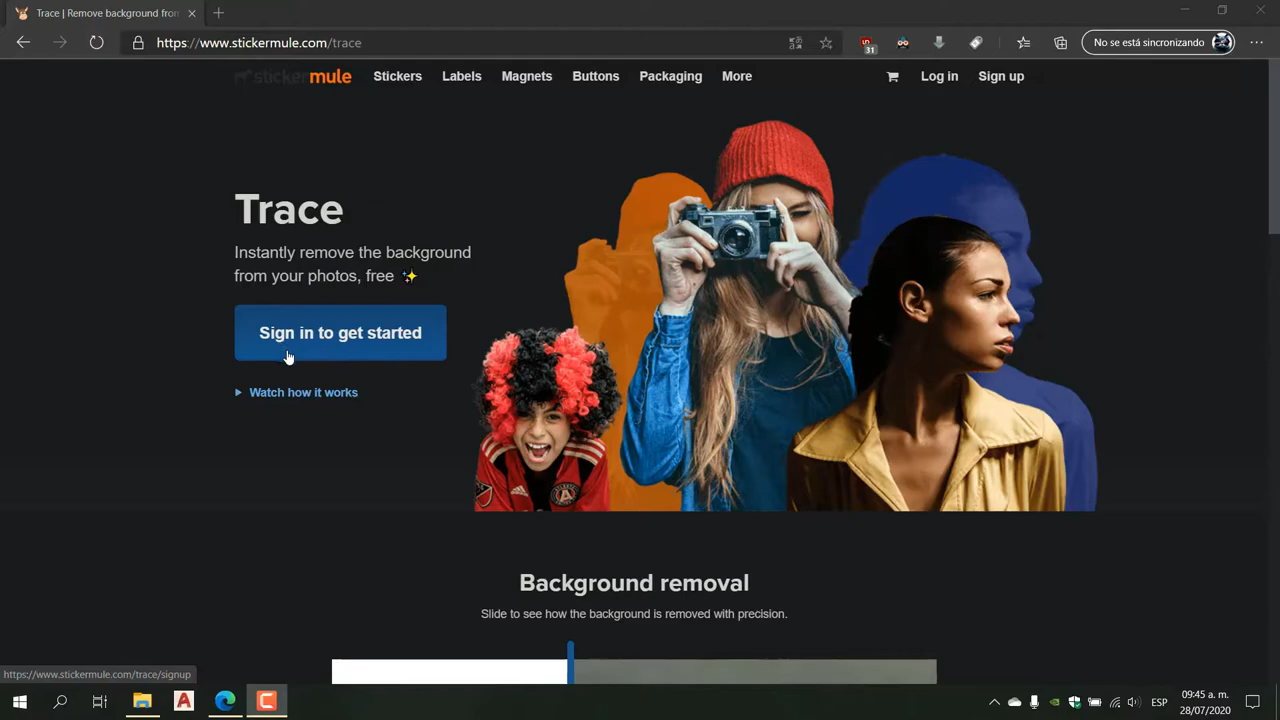 Trace | Remove background from
https://www.stickermule.com/trace
31
No se está sincronizando
stickermule
Stickers
Labels
Magnets
Buttons
Packaging
More
Log in
Sign up
Trace
Instantly remove the background
from your photos, free ✨
Sign in to get started
Watch how it works
Background removal
Slide to see how the background is removed with precision.
https://www.stickermule.com/trace/signup
ESP
09:45 a. m.
28/07/2020